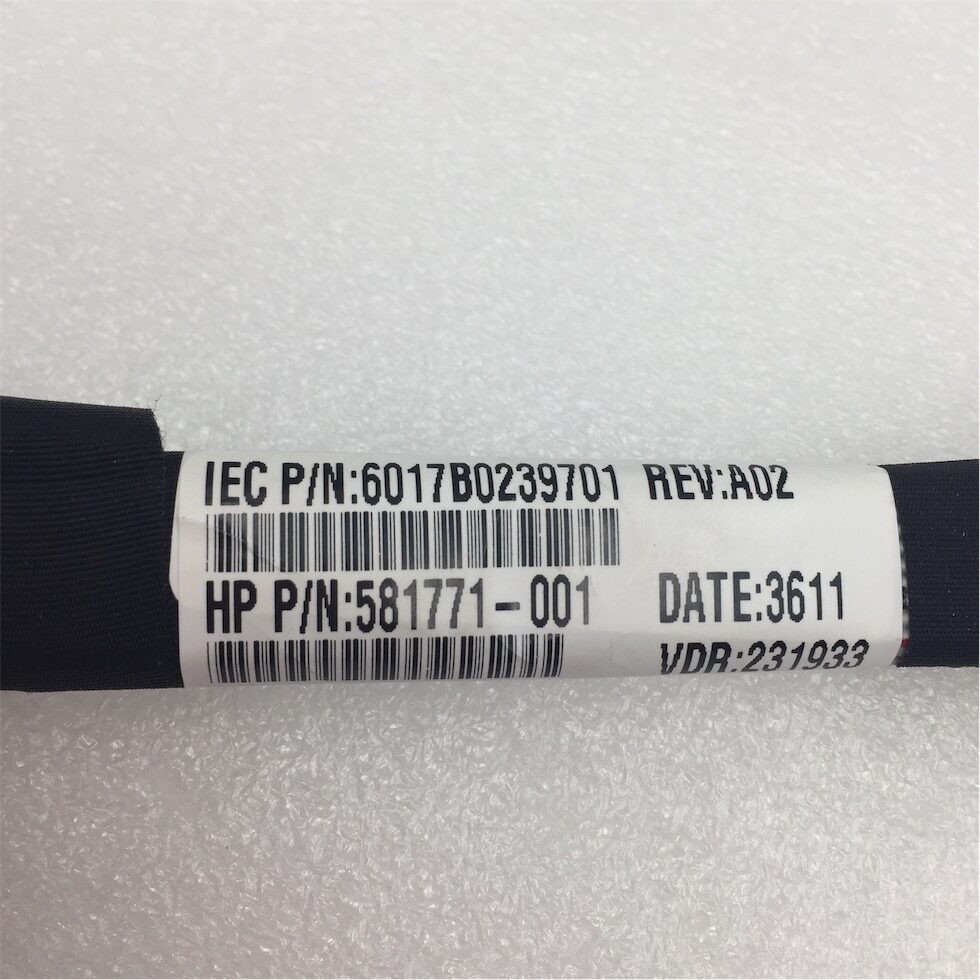 IEC P/N:6017B0239701 REV:A02
HP P/N:581771-001 DATE:3611
VDR:231933